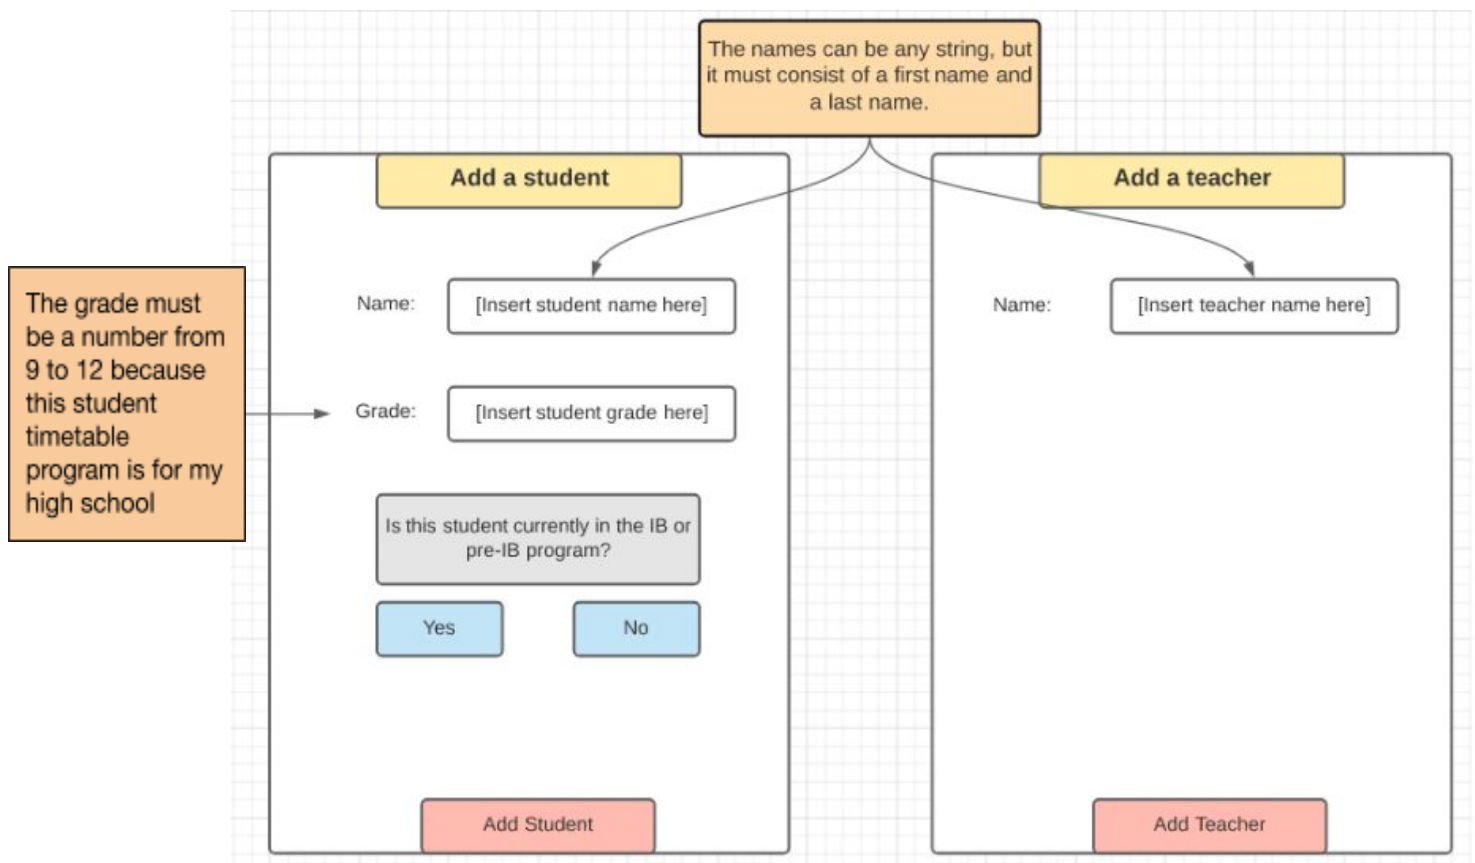 The names can be any string, but
it must consist of a first name and
a last name.
Add a student
Add a teacher
The grade must
be a number from
9 to 12 because
this student
timetable
program is for my
high school
Name:
[Insert student name here]
Grade:
[Insert student grade here]
Is this student currently in the IB or
pre-IB program?
Yes
No
Add Student
Name:
[Insert teacher name here]
Add Teacher